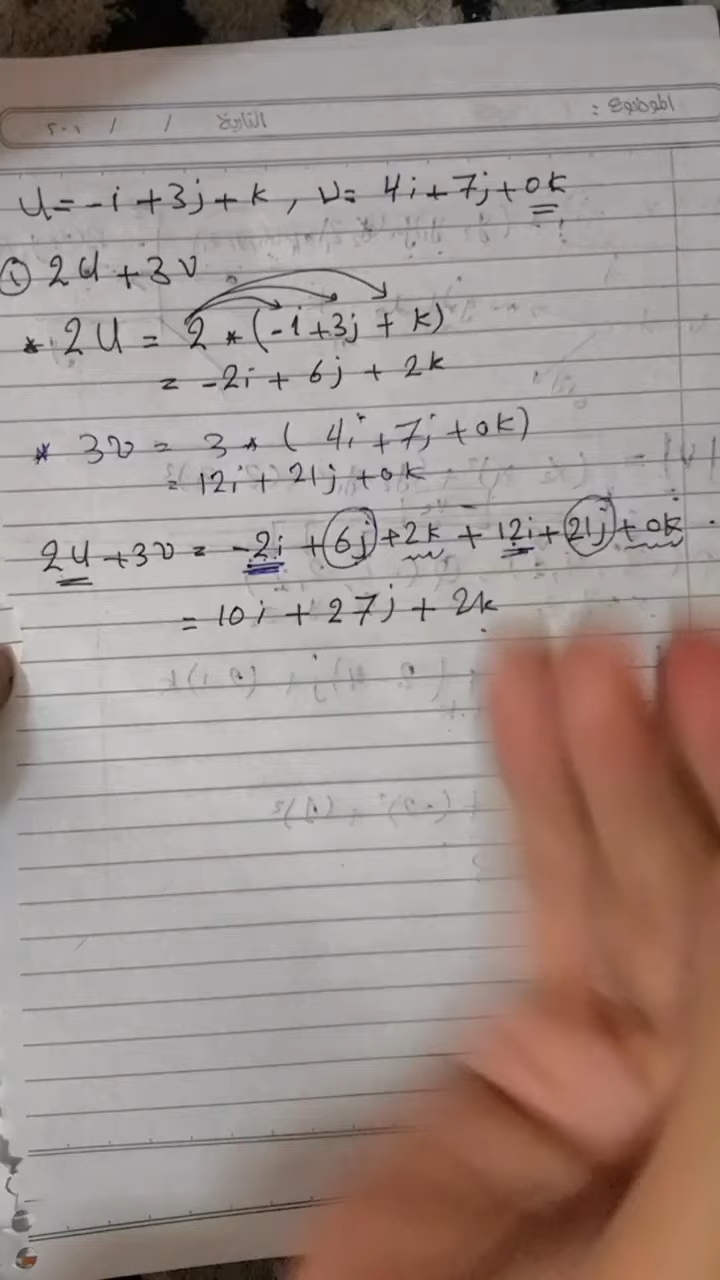 الموضوع :
التاريخ / / ٢٠٠
U = -i + 3j + k , v = 4i + 7j + 0k
① 2U + 3v
* 2U = 2 * (-i + 3j + k)
= -2i + 6j + 2k
* 3v = 3 * ( 4i + 7j + 0k)
= 12i + 21j + 0k
2U + 3v = -2i + 6j + 2k + 12i + 21j + 0k
= 10i + 27j + 2k